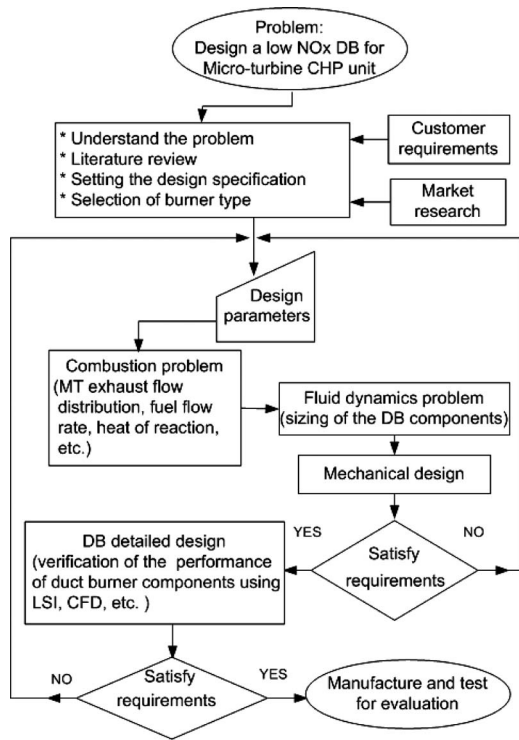 Problem:
Design a low NOx DB for
Micro-turbine CHP unit
* Understand the problem
* Literature review
* Setting the design specification
* Selection of burner type
Customer
requirements
Market
research
Design
parameters
Combustion problem
(MT exhaust flow
distribution, fuel flow
rate, heat of reaction,
etc.)
Fluid dynamics problem
(sizing of the DB components)
Mechanical design
YES
NO
Satisfy
requirements
DB detailed design
(verification of the performance
of duct burner components using
LSI, CFD, etc. )
NO
Satisfy
requirements
YES
Manufacture and test
for evaluation